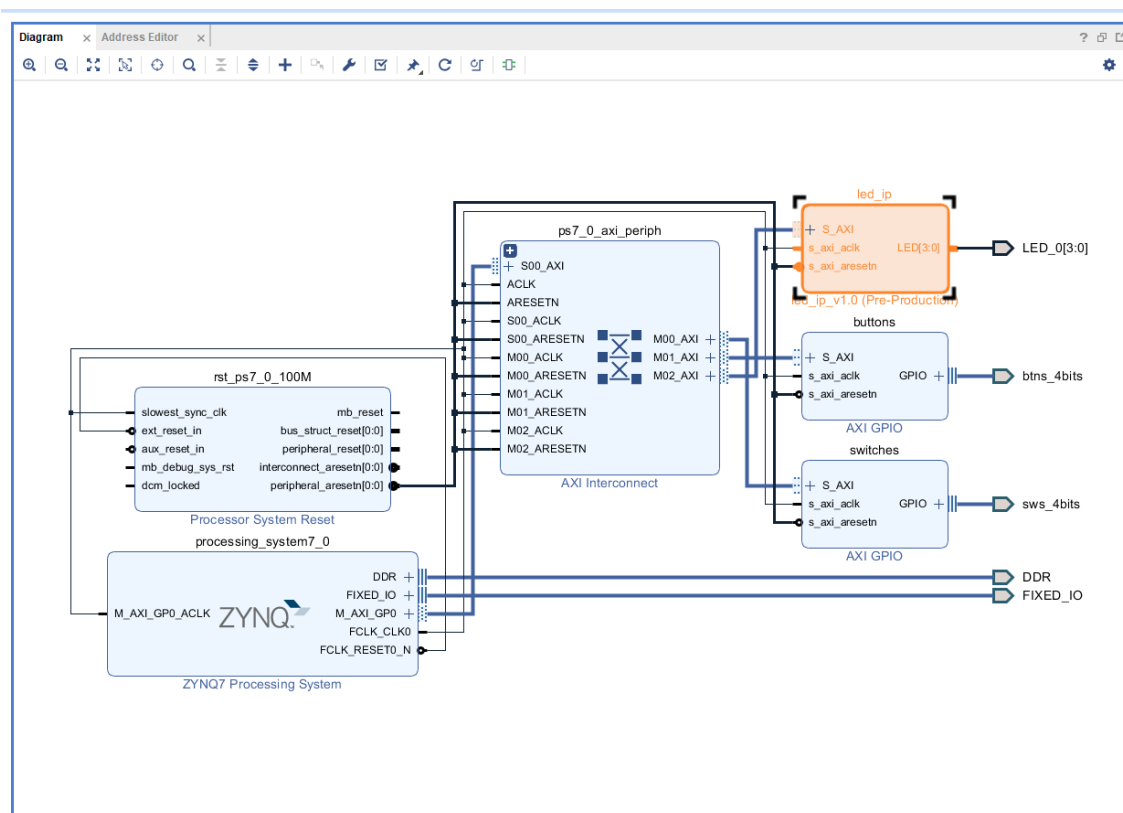 Diagram × Address Editor ×
?
led_ip
+ S_AXI
s_axi_aclk LED[3:0]
s_axi_aresetn
led_ip_v1.0 (Pre-Production)
LED_0[3:0]
ps7_0_axi_periph
+ S00_AXI
ACLK
ARESETN
S00_ACLK
S00_ARESETN M00_AXI +
M00_ACLK M01_AXI +
M00_ARESETN M02_AXI +
M01_ACLK
M01_ARESETN
M02_ACLK
M02_ARESETN
AXI Interconnect
buttons
+ S_AXI
s_axi_aclk GPIO +
s_axi_aresetn
AXI GPIO
btns_4bits
switches
+ S_AXI
s_axi_aclk GPIO +
s_axi_aresetn
AXI GPIO
sws_4bits
rst_ps7_0_100M
slowest_sync_clk mb_reset
ext_reset_in bus_struct_reset[0:0]
aux_reset_in peripheral_reset[0:0]
mb_debug_sys_rst interconnect_aresetn[0:0]
dcm_locked peripheral_aresetn[0:0]
Processor System Reset
processing_system7_0
DDR +
FIXED_IO +
M_AXI_GP0_ACLK ZYNQ M_AXI_GP0 +
FCLK_CLK0
FCLK_RESET0_N
ZYNQ7 Processing System
DDR
FIXED_IO